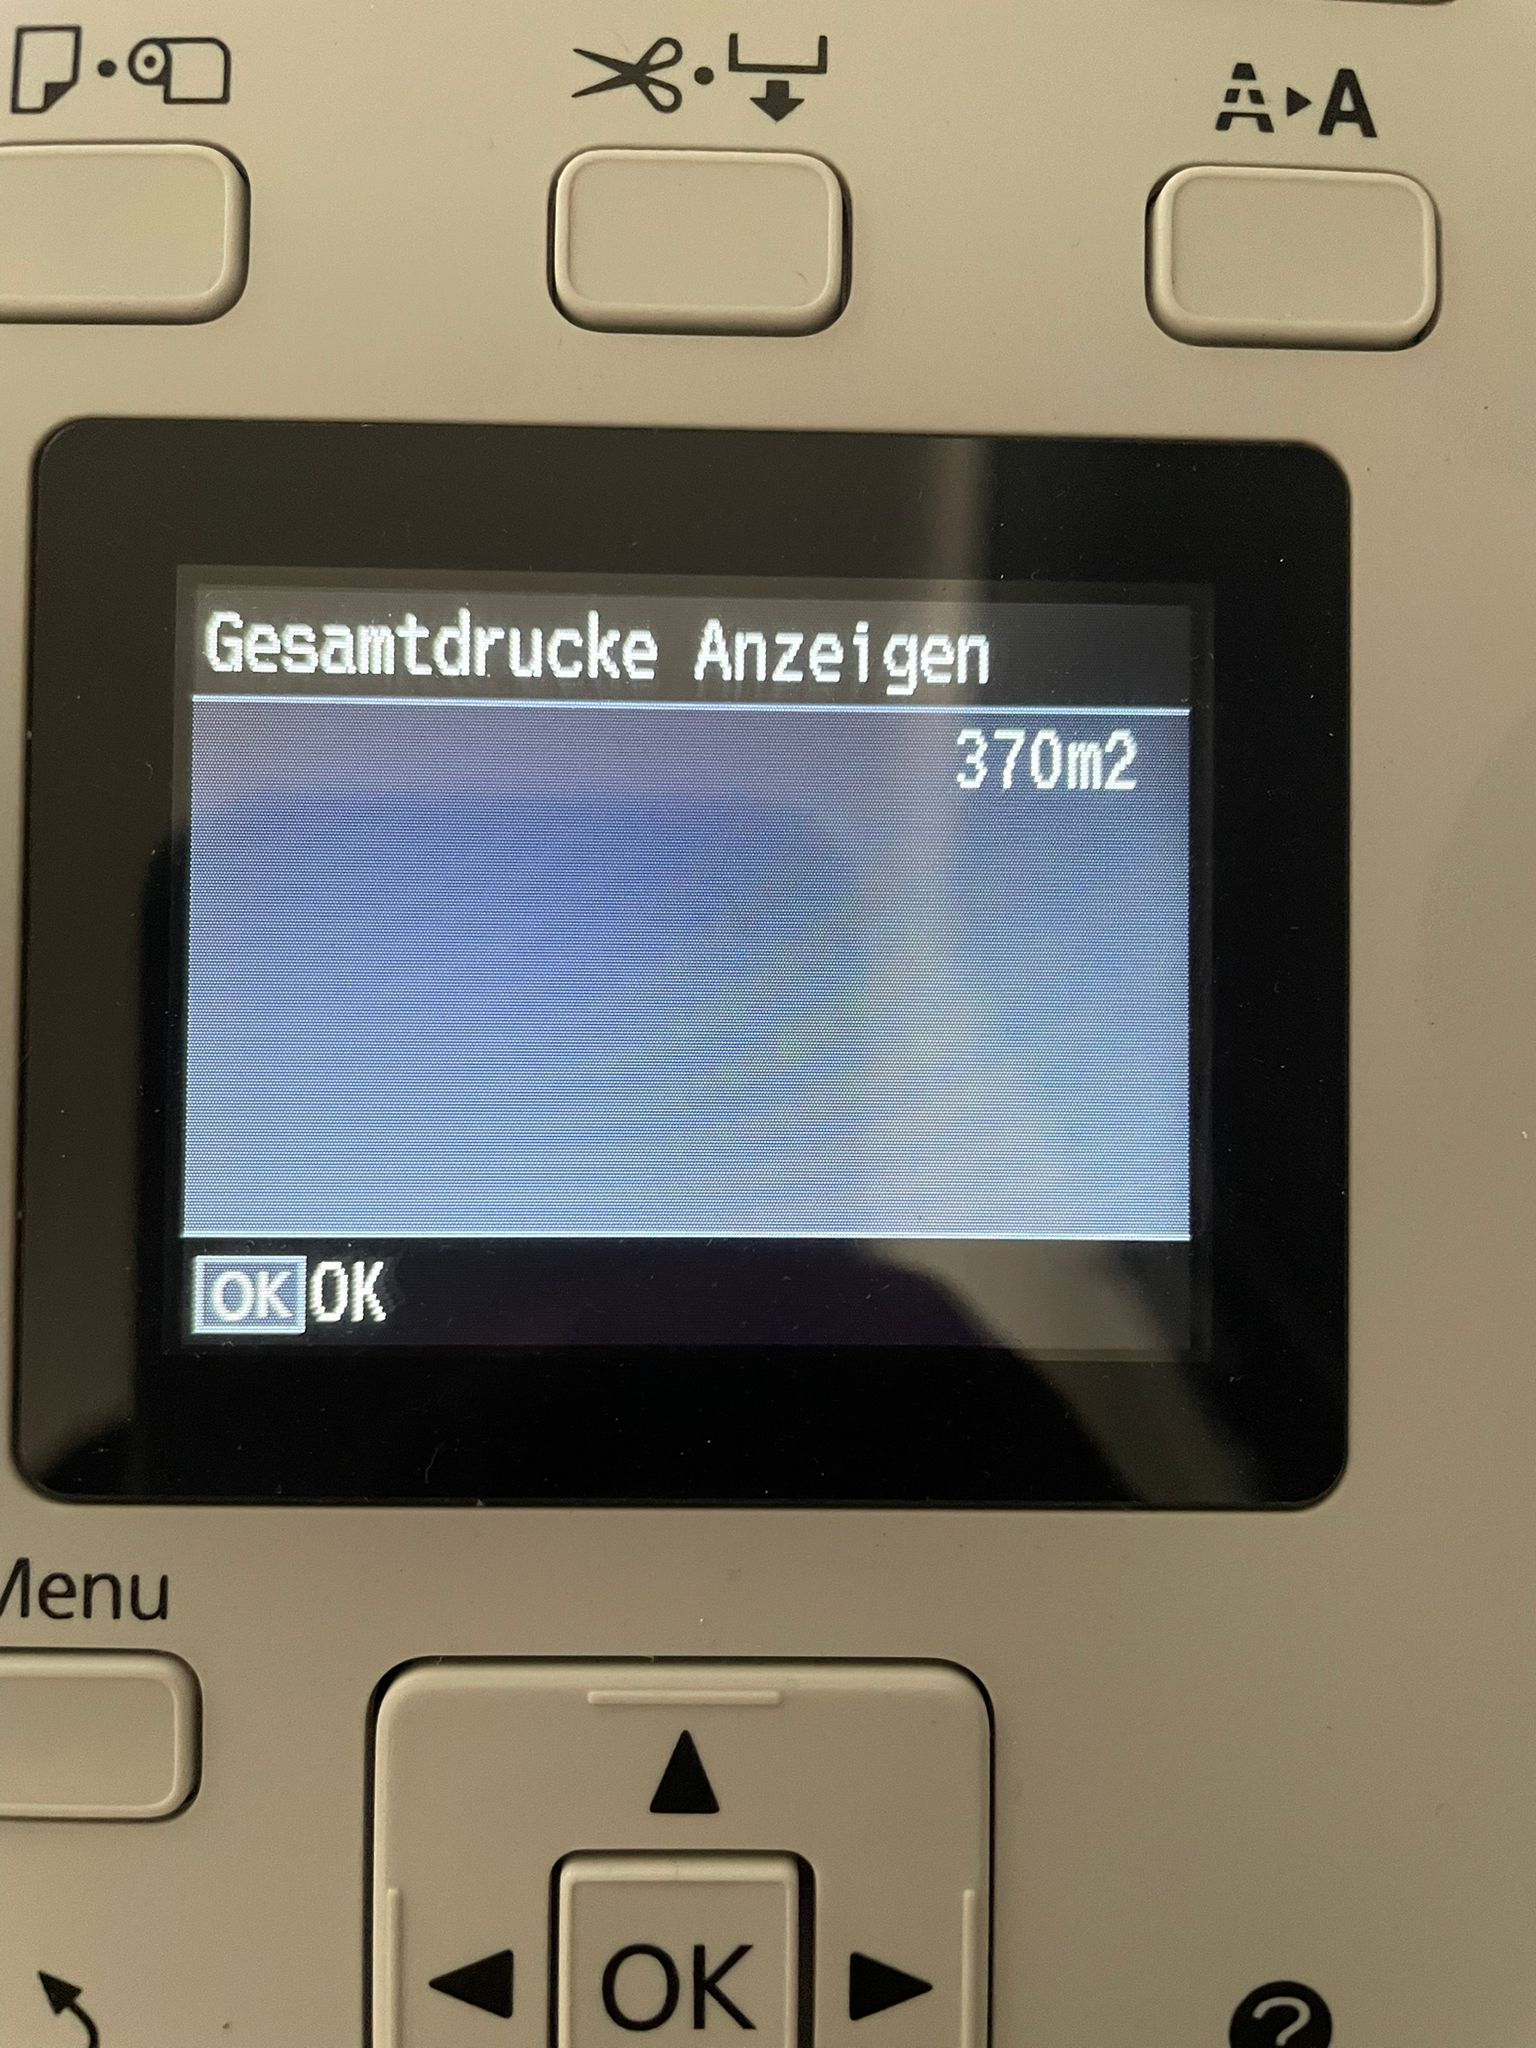 A▸A
Gesamtdrucke Anzeigen
370m2
OK OK
Menu
OK
?